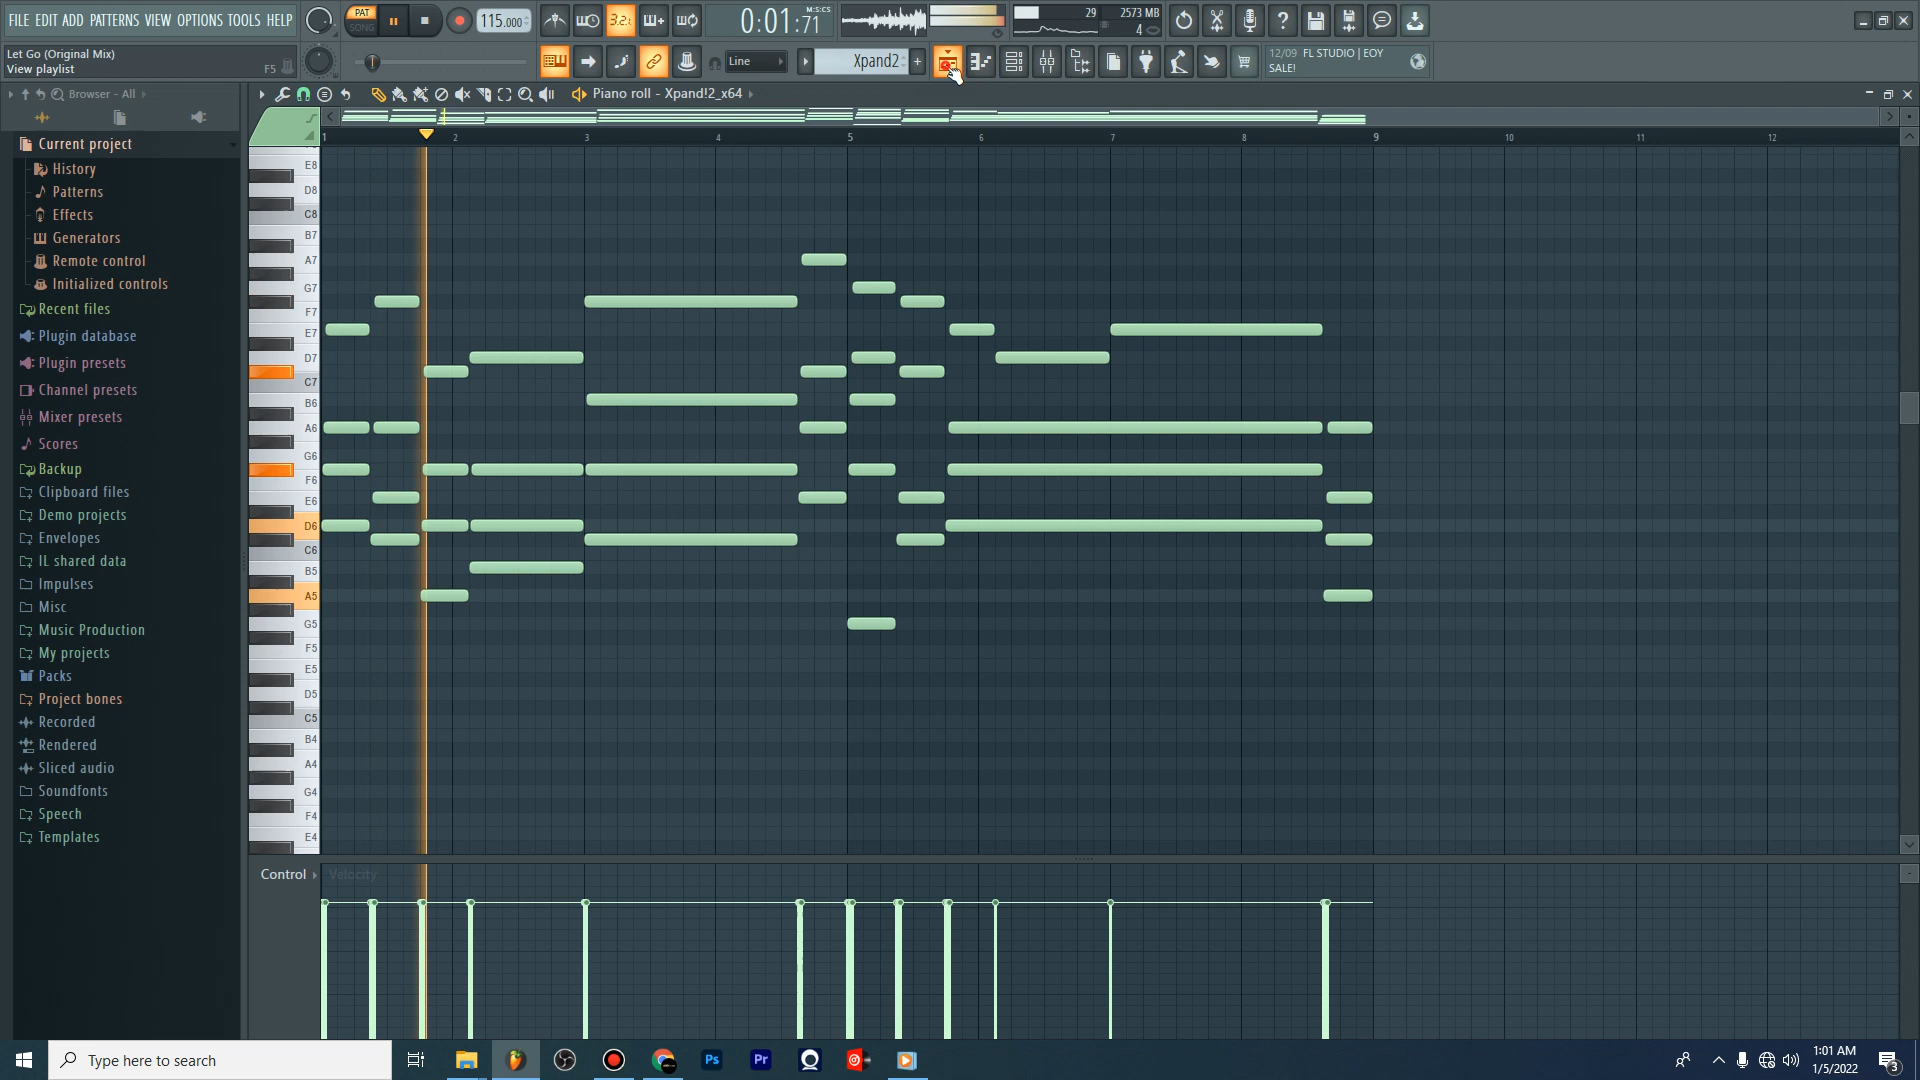 FILE EDIT ADD PATTERNS VIEW OPTIONS TOOLS HELP
PAT
SONG
115.000
3.2.
0:01:71
M:S:CS
29
2573 MB
4
Let Go (Original Mix)
View playlist
F5
Line
Xpand2
12/09 FL STUDIO | EOY
SALE!
Browser - All
Piano roll - Xpand!2_x64
Current project
History
Patterns
Effects
Generators
Remote control
Initialized controls
Recent files
Plugin database
Plugin presets
Channel presets
Mixer presets
Scores
Backup
Clipboard files
Demo projects
Envelopes
IL shared data
Impulses
Misc
Music Production
My projects
Packs
Project bones
Recorded
Rendered
Sliced audio
Soundfonts
Speech
Templates
1 2 3 4 5 6 7 8 9 10 11 12
E8
D8
C8
B7
A7
G7
F7
E7
D7
C7
B6
A6
G6
F6
E6
D6
C6
B5
A5
G5
F5
E5
D5
C5
B4
A4
G4
F4
E4
Control
Velocity
Type here to search
Ps
Pr
1:01 AM
1/5/2022
3